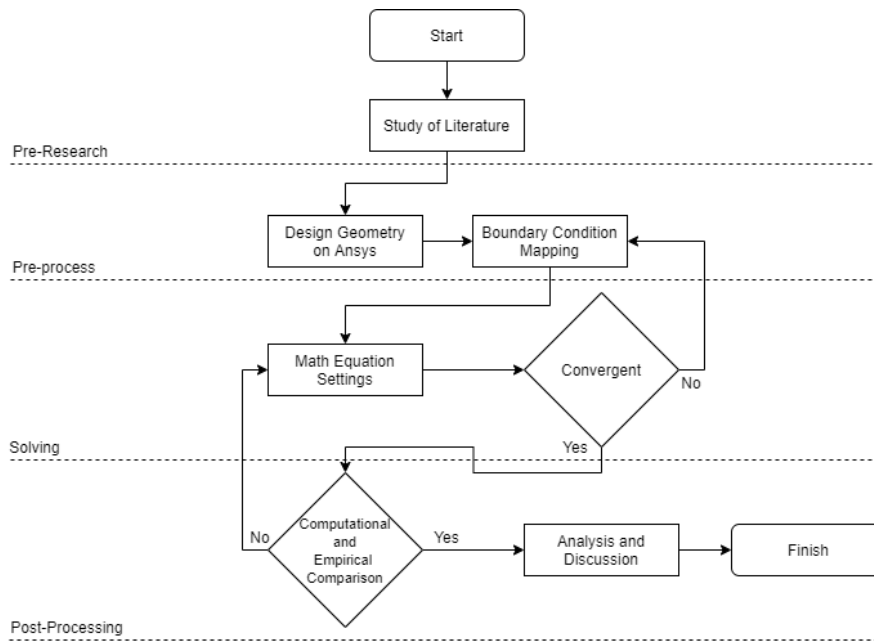 Start
Study of Literature
Pre-Research
Design Geometry
on Ansys
Boundary Condition
Mapping
Pre-process
Math Equation
Settings
Convergent
No
Solving
Yes
No
Computational
and
Empirical
Comparison
Yes
Analysis and
Discussion
Finish
Post-Processing